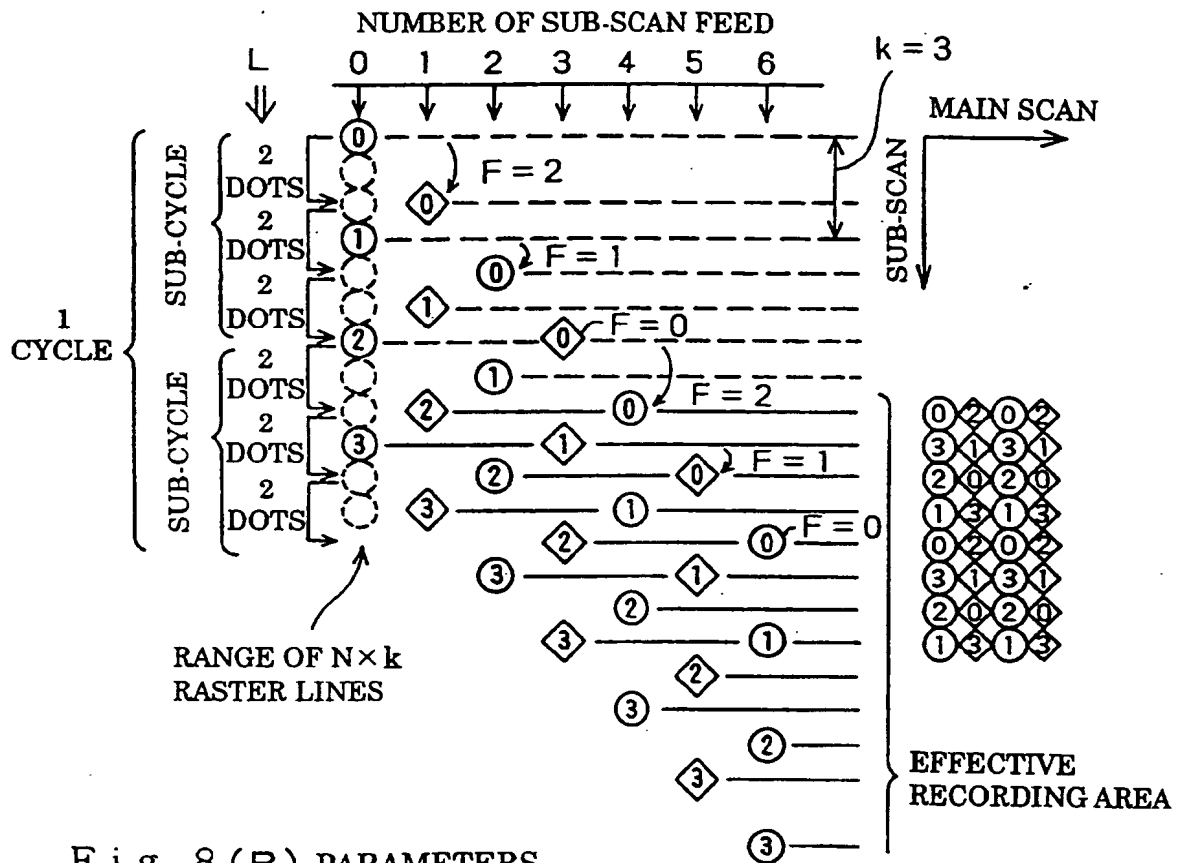 NUMBER OF SUB-SCAN FEED
L 0 1 2 3 4 5 6
k = 3
MAIN SCAN
SUB-SCAN
1
CYCLE
SUB-CYCLE
SUB-CYCLE
2
DOTS
2
DOTS
2
DOTS
2
DOTS
2
DOTS
2
DOTS
0
F = 2
0
1
0
F = 1
1
2
0
F = 0
1
2
0
F = 2
3
1
2
0
F = 1
3
1
2
0
F = 0
3
1
2
3
1
2
3
2
3
3
0 2 0 2
3 1 3 1
2 0 2 0
1 3 1 3
0 2 0 2
3 1 3 1
2 0 2 0
1 3 1 3
RANGE OF N×k
RASTER LINES
EFFECTIVE
RECORDING AREA
Fig. 8(B) PARAMETERS